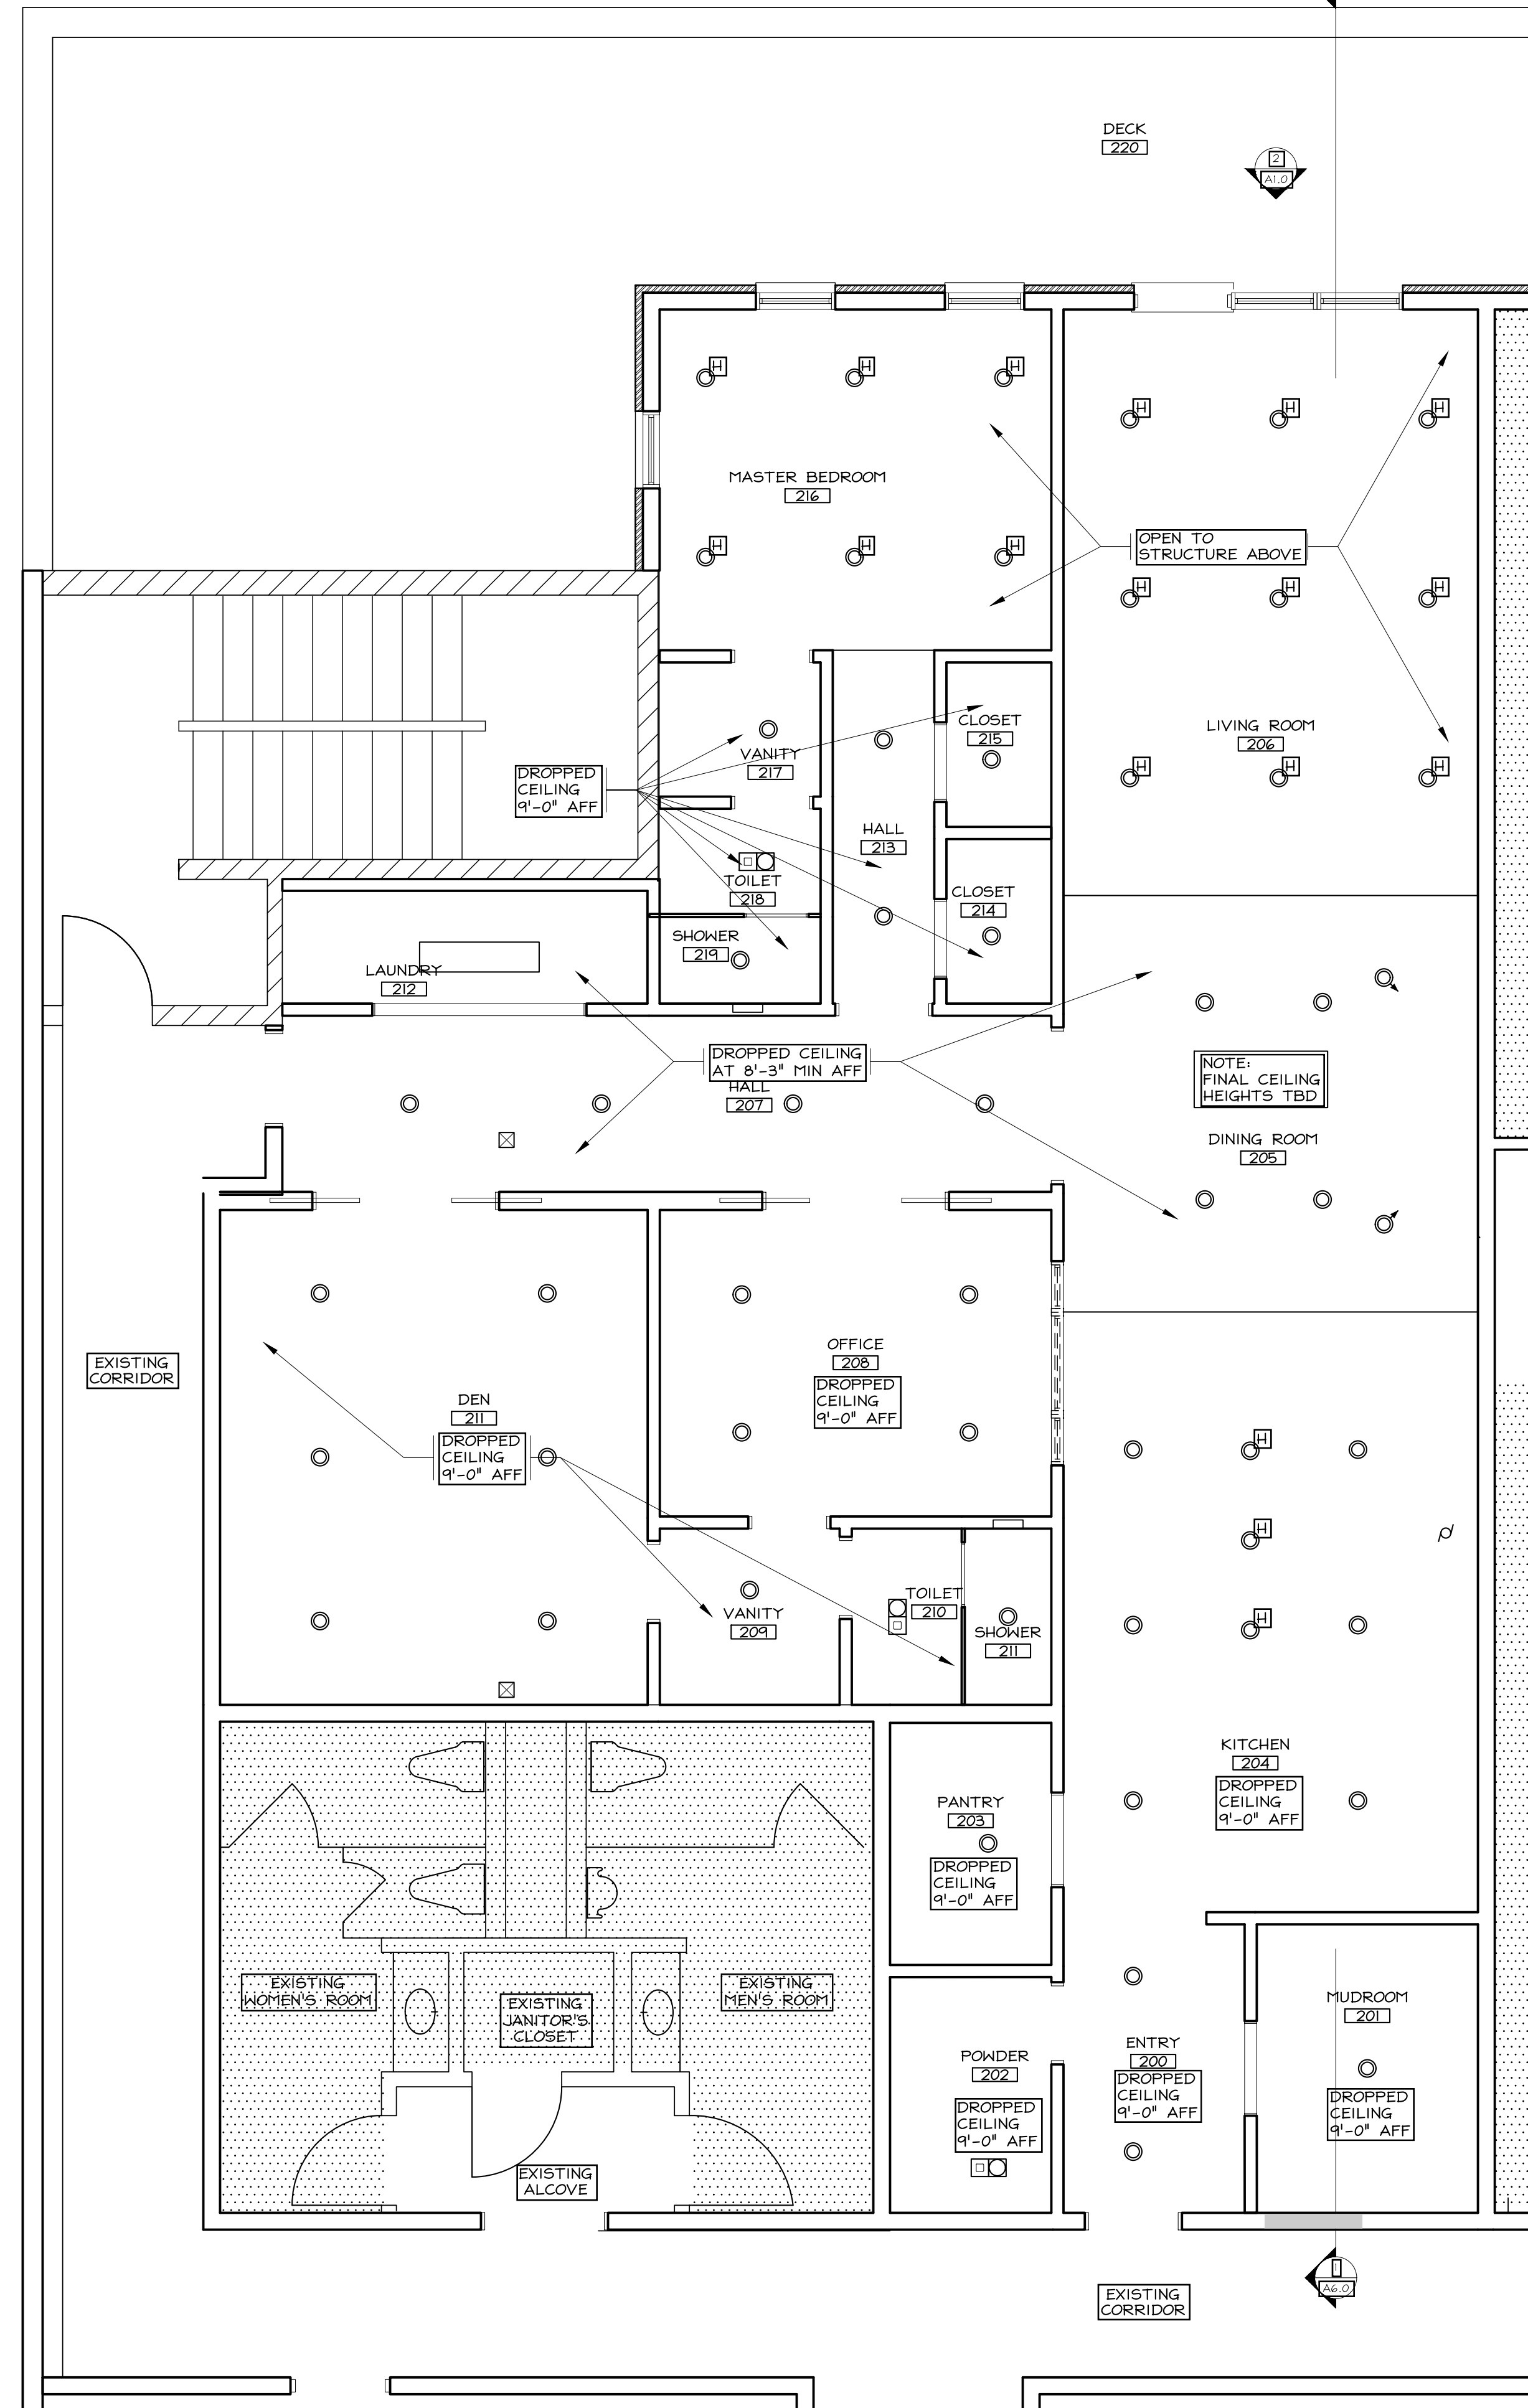 DECK
220
2
A1.0
H
H
H
H
H
H
MASTER BEDROOM
216
OPEN TO
STRUCTURE ABOVE
H
H
H
H
H
H
H
H
H
LIVING ROOM
206
CLOSET
215
VANITY
217
DROPPED
CEILING
9'-0" AFF
HALL
213
TOILET
218
CLOSET
214
SHOWER
219
LAUNDRY
212
DROPPED CEILING
AT 8'-3" MIN AFF
HALL
207
NOTE:
FINAL CEILING
HEIGHTS TBD
DINING ROOM
205
EXISTING
CORRIDOR
OFFICE
208
DROPPED
CEILING
9'-0" AFF
DEN
211
DROPPED
CEILING
9'-0" AFF
H
H
H
VANITY
209
TOILET
210
SHOWER
211
KITCHEN
204
DROPPED
CEILING
9'-0" AFF
PANTRY
203
DROPPED
CEILING
9'-0" AFF
EXISTING
WOMEN'S ROOM
EXISTING
JANITOR'S
CLOSET
EXISTING
MEN'S ROOM
MUDROOM
201
DROPPED
CEILING
9'-0" AFF
ENTRY
200
DROPPED
CEILING
9'-0" AFF
POWDER
202
DROPPED
CEILING
9'-0" AFF
EXISTING
ALCOVE
1
A6.0
EXISTING
CORRIDOR